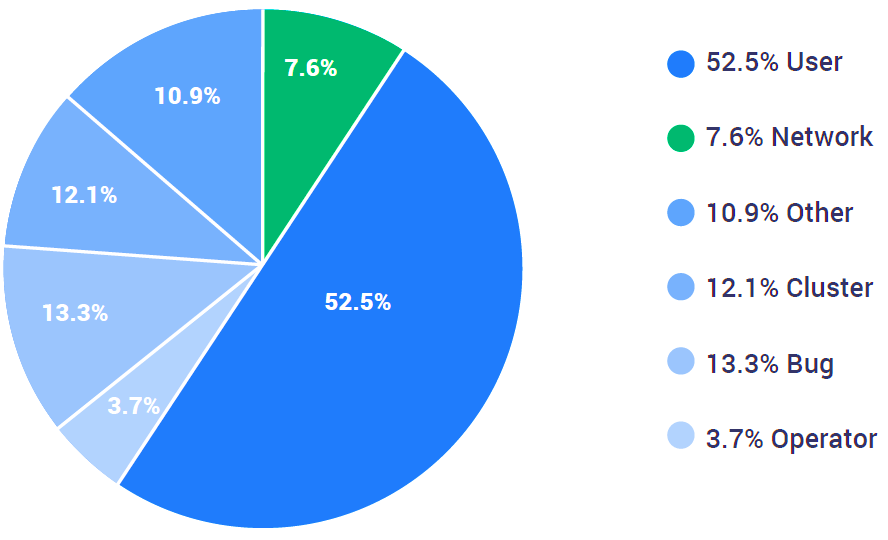 7.6%
10.9%
12.1%
52.5%
13.3%
3.7%
52.5% User
7.6% Network
10.9% Other
12.1% Cluster
13.3% Bug
3.7% Operator